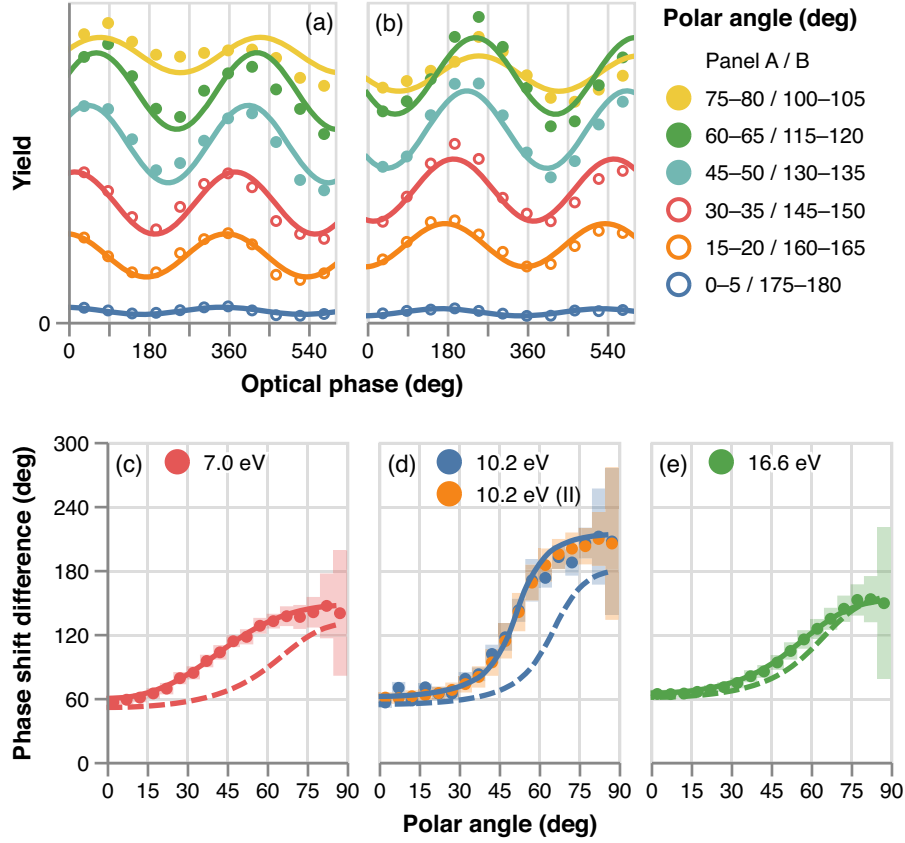 (a)
(b)
Yield
0
0 180 360 540
0 180 360 540
Optical phase (deg)
Polar angle (deg)
Panel A / B
75–80 / 100–105
60–65 / 115–120
45–50 / 130–135
30–35 / 145–150
15–20 / 160–165
0–5 / 175–180
Phase shift difference (deg)
300
240
180
120
60
0
(c) 7.0 eV
(d) 10.2 eV
10.2 eV (II)
(e) 16.6 eV
0 15 30 45 60 75 90
0 15 30 45 60 75 90
0 15 30 45 60 75 90
Polar angle (deg)